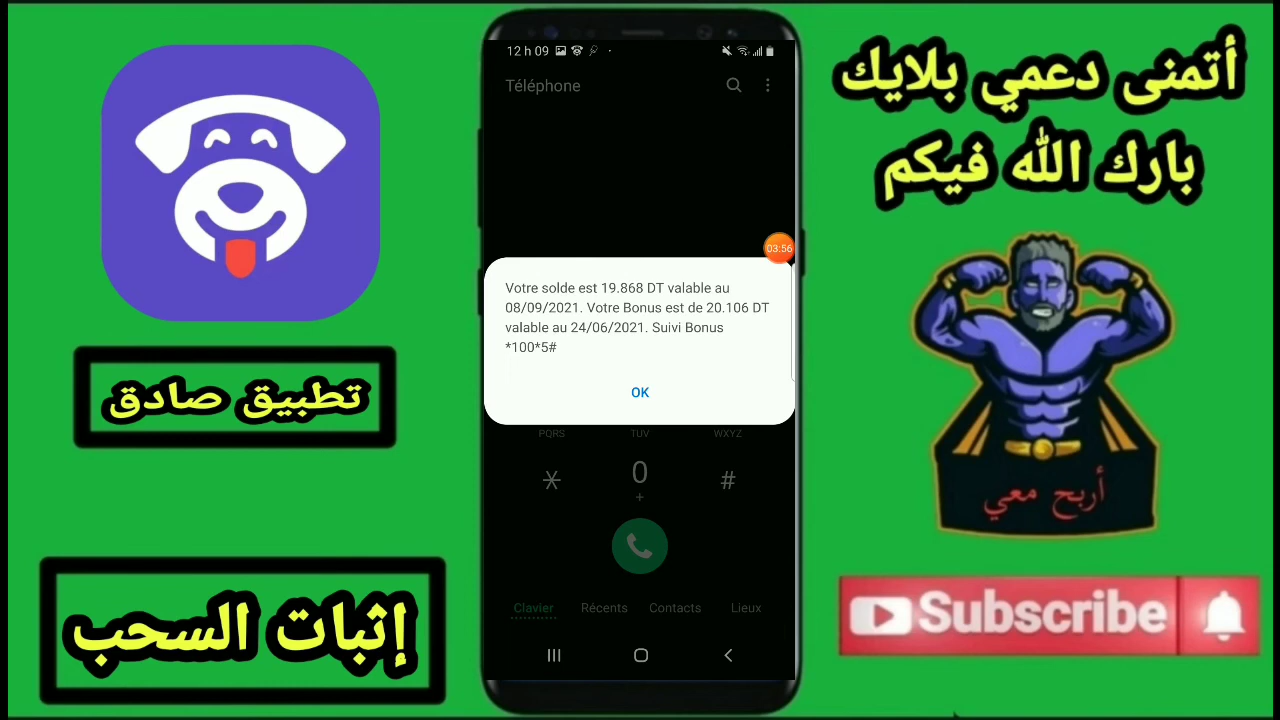 أتمنى دعمي بلايك
بارك الله فيكم
12 h 09
Téléphone
03:56
Votre solde est 19.868 DT valable au
08/09/2021. Votre Bonus est de 20.106 DT
valable au 24/06/2021. Suivi Bonus
*100*5#
OK
PQRS TUV WXYZ
* 0 #
+
Clavier Récents Contacts Lieux
تطبيق صادق
إثبات السحب
أربح معي
Subscribe